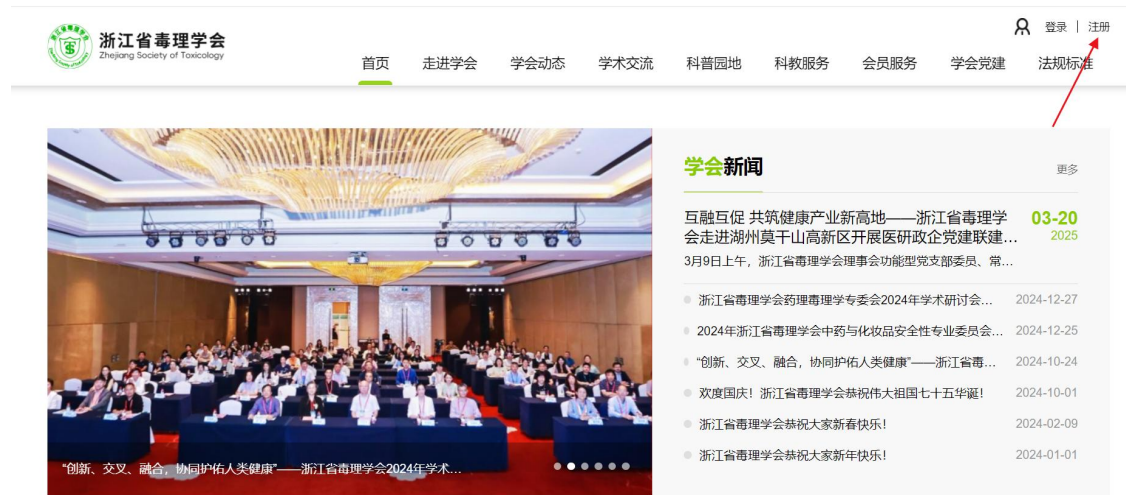 登录 | 注册
浙江省毒理学会
Zhejiang Society of Toxicology
首页 走进学会 学会动态 学术交流 科普园地 科教服务 会员服务 学会党建 法规标准
学会新闻 更多
互融互促 共筑健康产业新高地——浙江省毒理学 03-20
会走进湖州莫干山高新区开展医研政企党建联建... 2025
3月9日上午，浙江省毒理学会理事会功能型党支部委员、常...
浙江省毒理学会药理毒理学专委会2024年学术研讨会... 2024-12-27
2024年浙江省毒理学会中药与化妆品安全性专业委员会... 2024-12-25
“创新、交叉、融合，协同护佑人类健康”——浙江省毒... 2024-10-24
欢度国庆！浙江省毒理学会恭祝伟大祖国七十五华诞！ 2024-10-01
浙江省毒理学会恭祝大家新春快乐！ 2024-02-09
浙江省毒理学会恭祝大家新年快乐！ 2024-01-01
“创新、交叉、融合，协同护佑人类健康”——浙江省毒理学会2024年学术...